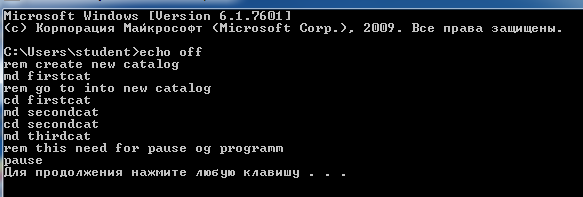 Microsoft Windows [Version 6.1.7601]
(c) Корпорация Майкрософт (Microsoft Corp.), 2009. Все права защищены.
C:\Users\student>echo off
rem create new catalog
md firstcat
rem go to into new catalog
cd firstcat
md secondcat
cd secondcat
md thirdcat
rem this need for pause og programm
pause
Для продолжения нажмите любую клавишу . . .